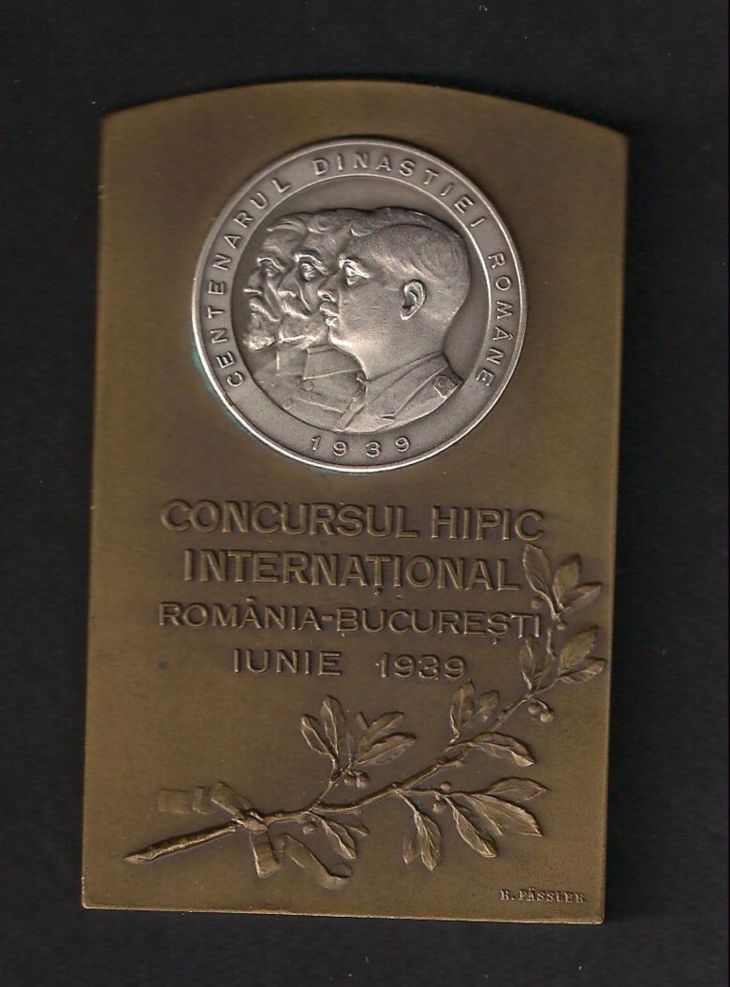 CENTENARUL DINASTIEI ROMÂNE
1939
CONCURSUL HIPIC
INTERNAȚIONAL
ROMÂNIA-BUCUREȘTI
IUNIE 1939
R. FÄSSLER